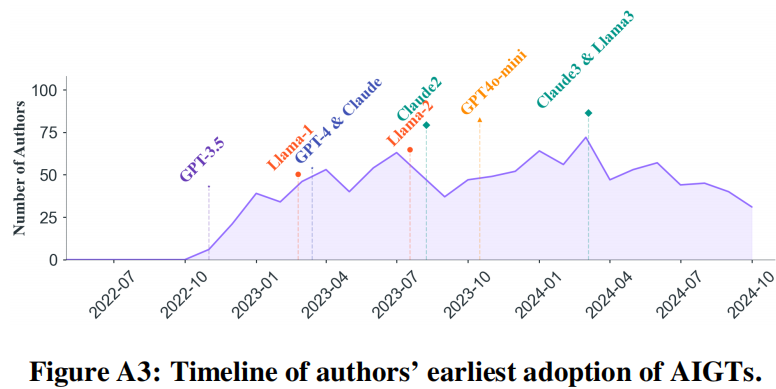 Number of Authors
100
75
50
25
0
GPT-3.5
Llama-1
GPT-4 & Claude
Llama-2
Claude2
GPT4o-mini
Claude3 & Llama3
2022-07
2022-10
2023-01
2023-04
2023-07
2023-10
2024-01
2024-04
2024-07
2024-10
Figure A3: Timeline of authors’ earliest adoption of AIGTs.